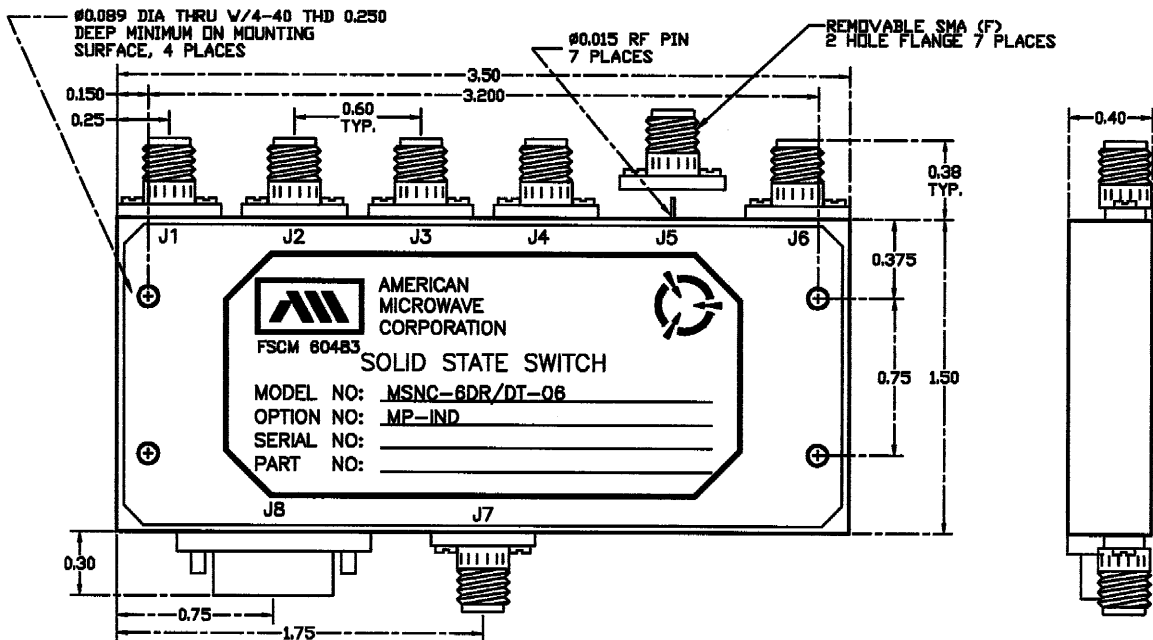 ø0.089 DIA THRU W/4-40 THD 0.250
DEEP MINIMUM ON MOUNTING
SURFACE, 4 PLACES
ø0.015 RF PIN
7 PLACES
REMOVABLE SMA (F)
2 HOLE FLANGE 7 PLACES
3.50
0.150
3.200
0.25
0.60
TYP.
0.40
0.38
TYP.
J1 J2 J3 J4 J5 J6
0.375
AMERICAN
MICROWAVE
CORPORATION
FSCM 60483
SOLID STATE SWITCH
MODEL NO: MSNC-6DR/DT-06
OPTION NO: MP-IND
SERIAL NO:
PART NO:
0.75
1.50
J8 J7
0.30
0.75
1.75